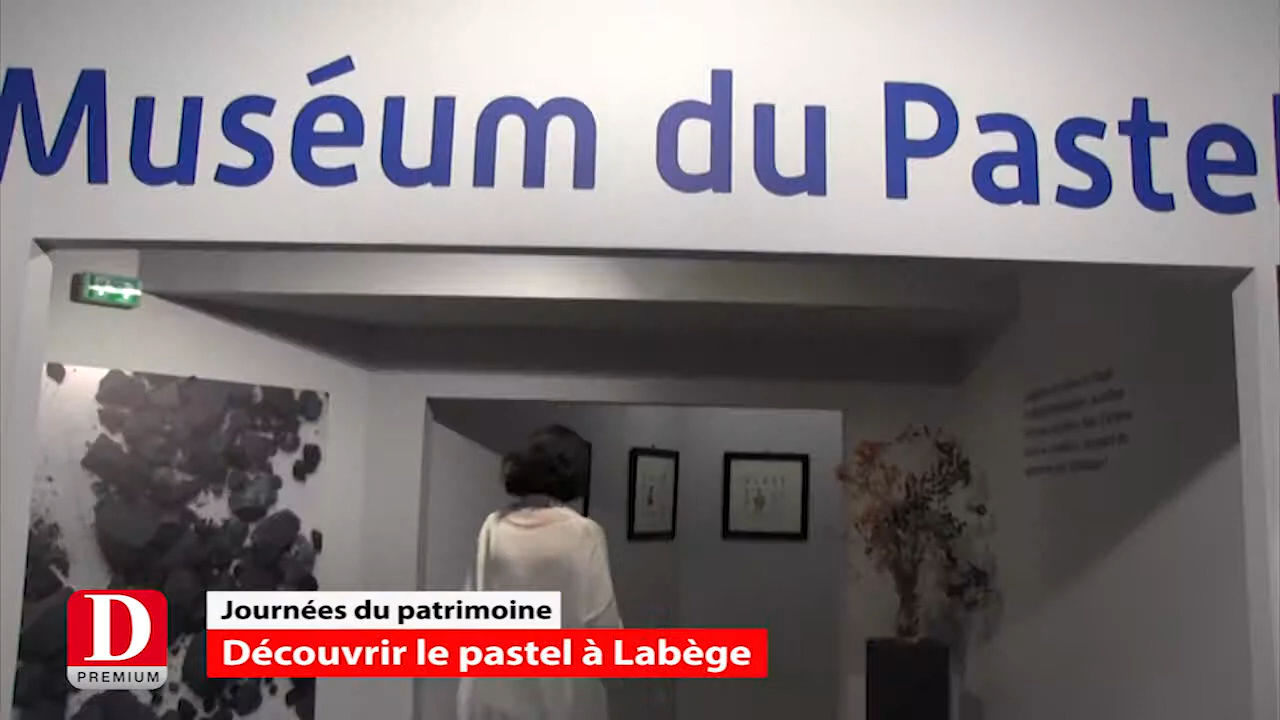 Muséum du Pastel
Journées du patrimoine
Découvrir le pastel à Labège
D
PREMIUM